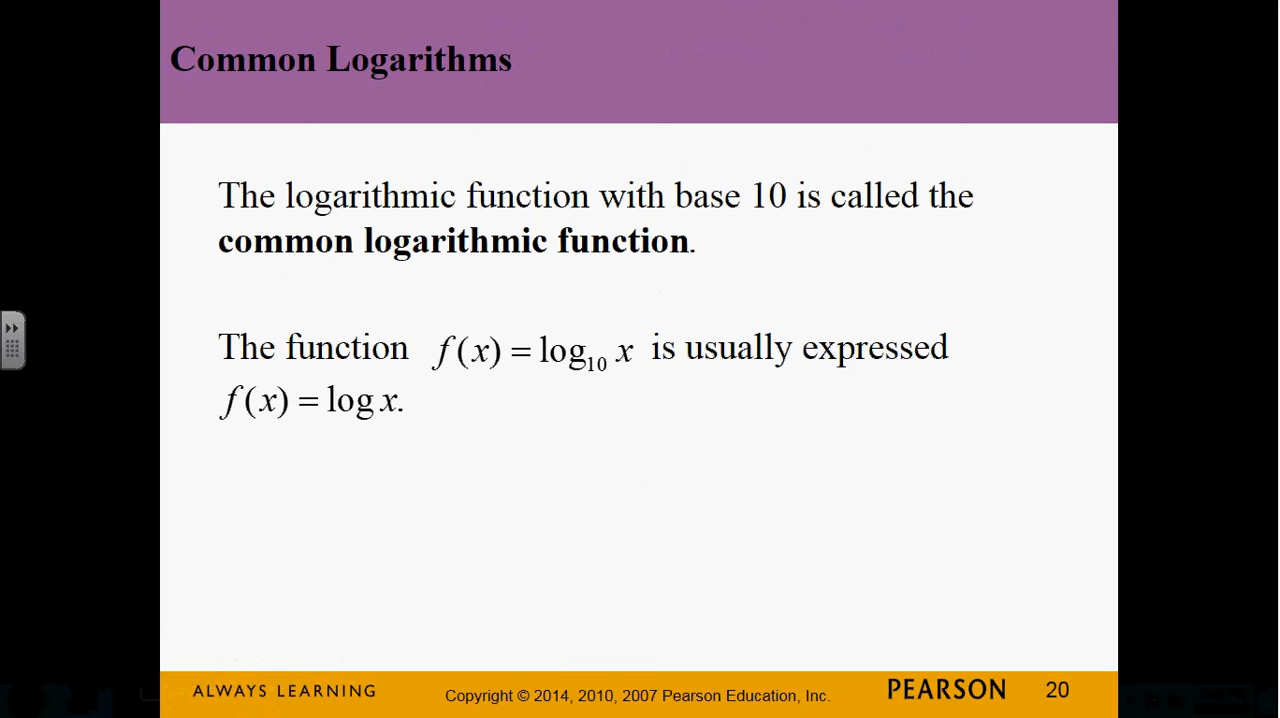 Common Logarithms
The logarithmic function with base 10 is called the
common logarithmic function.
The function f(x) = log₁₀ x is usually expressed
f(x) = log x.
ALWAYS LEARNING
Copyright © 2014, 2010, 2007 Pearson Education, Inc.
PEARSON
20